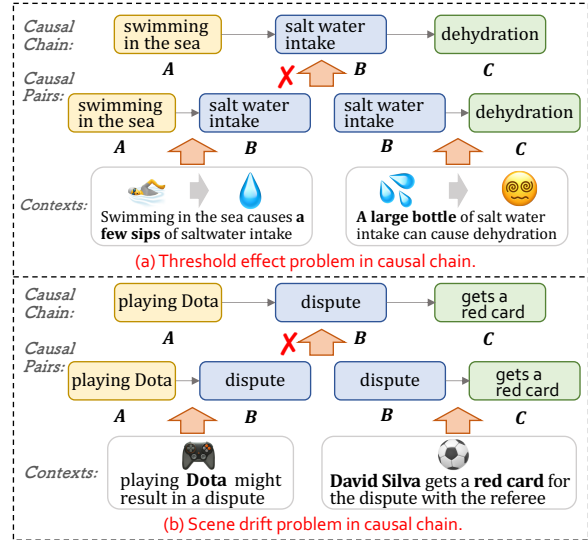 Causal Chain:
swimming in the sea
salt water intake
dehydration
A
B
C
Causal Pairs:
swimming in the sea
salt water intake
salt water intake
dehydration
A
B
B
C
Contexts:
Swimming in the sea causes a few sips of saltwater intake
A large bottle of salt water intake can cause dehydration
(a) Threshold effect problem in causal chain.
Causal Chain:
playing Dota
dispute
gets a red card
A
B
C
Causal Pairs:
playing Dota
dispute
dispute
gets a red card
A
B
B
C
Contexts:
playing Dota might result in a dispute
David Silva gets a red card for the dispute with the referee
(b) Scene drift problem in causal chain.